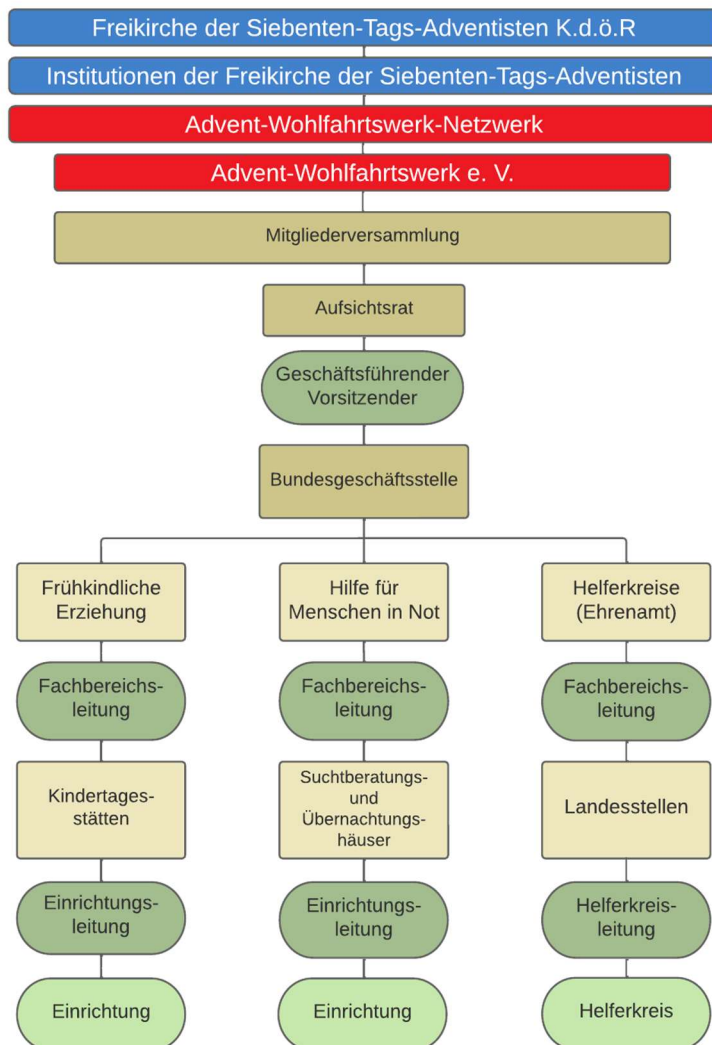 Freikirche der Siebenten-Tags-Adventisten K.d.ö.R
Institutionen der Freikirche der Siebenten-Tags-Adventisten
Advent-Wohlfahrtswerk-Netzwerk
Advent-Wohlfahrtswerk e. V.
Mitgliederversammlung
Aufsichtsrat
Geschäftsführender
Vorsitzender
Bundesgeschäftsstelle
Frühkindliche
Erziehung
Hilfe für
Menschen in Not
Helferkreise
(Ehrenamt)
Fachbereichs-
leitung
Fachbereichs-
leitung
Fachbereichs-
leitung
Kindertages-
stätten
Suchtberatungs-
und
Übernachtungs-
häuser
Landesstellen
Einrichtungs-
leitung
Einrichtungs-
leitung
Helferkreis-
leitung
Einrichtung
Einrichtung
Helferkreis